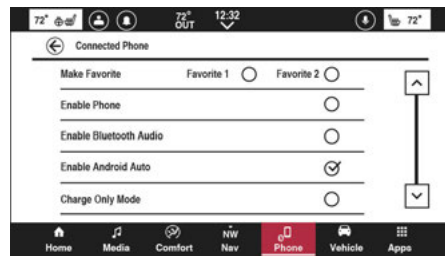 72° 72° OUT 12:32 72°
Connected Phone
Make Favorite Favorite 1 Favorite 2
Enable Phone
Enable Bluetooth Audio
Enable Android Auto
Charge Only Mode
NW
Home Media Comfort Nav Phone Vehicle Apps